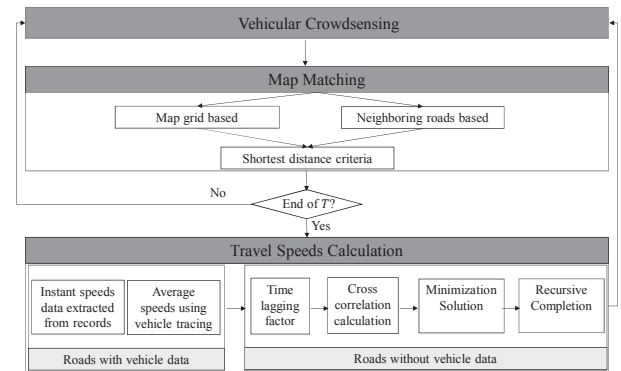 Vehicular Crowdsensing
Map Matching
Map grid based
Neighboring roads based
Shortest distance criteria
No
End of T?
Yes
Travel Speeds Calculation
Instant speeds
data extracted
from records
Average
speeds using
vehicle tracing
Time
lagging
factor
Cross
correlation
calculation
Minimization
Solution
Recursive
Completion
Roads with vehicle data
Roads without vehicle data